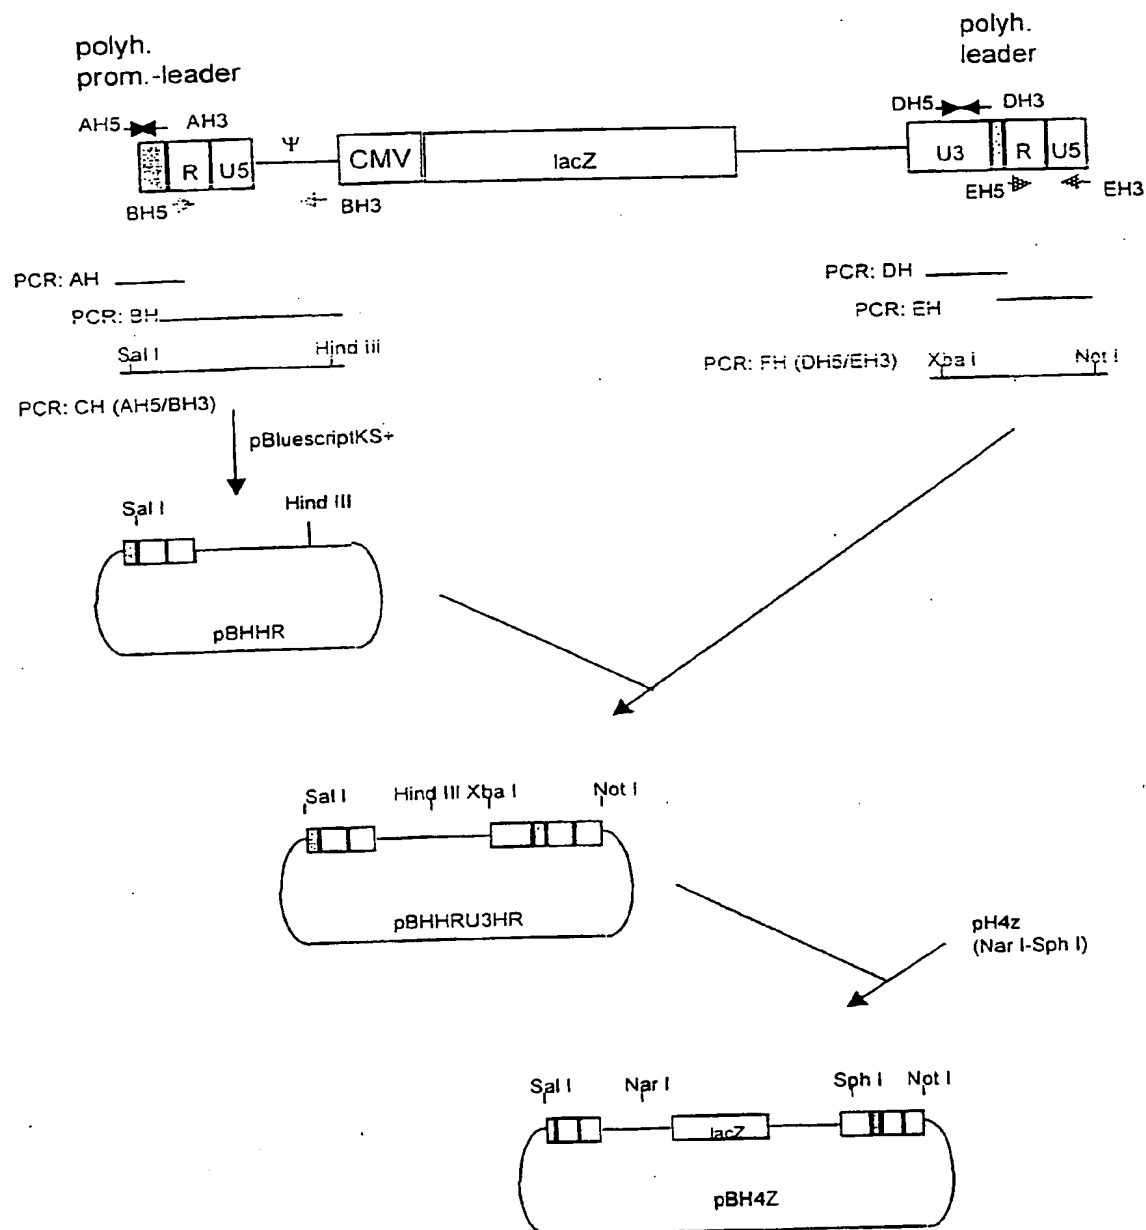 polyh.
prom.-leader
polyh.
leader
AH5
AH3
DH5
DH3
R
U5
Ψ
CMV
lacZ
U3
R
U5
BH5
BH3
EH5
EH3
PCR: AH
PCR: BH
Sal I
Hind iii
PCR: CH (AH5/BH3)
PCR: DH
PCR: EH
PCR: FH (DH5/EH3)
Xba i
Not i
pBluescriptKS+
Sal I
Hind III
pBHHR
Sal I
Hind III
Xba I
Not I
pBHHRU3HR
pH4z
(Nar I-Sph I)
Sal I
Nar I
Sph I
Not I
lacZ
pBH4Z